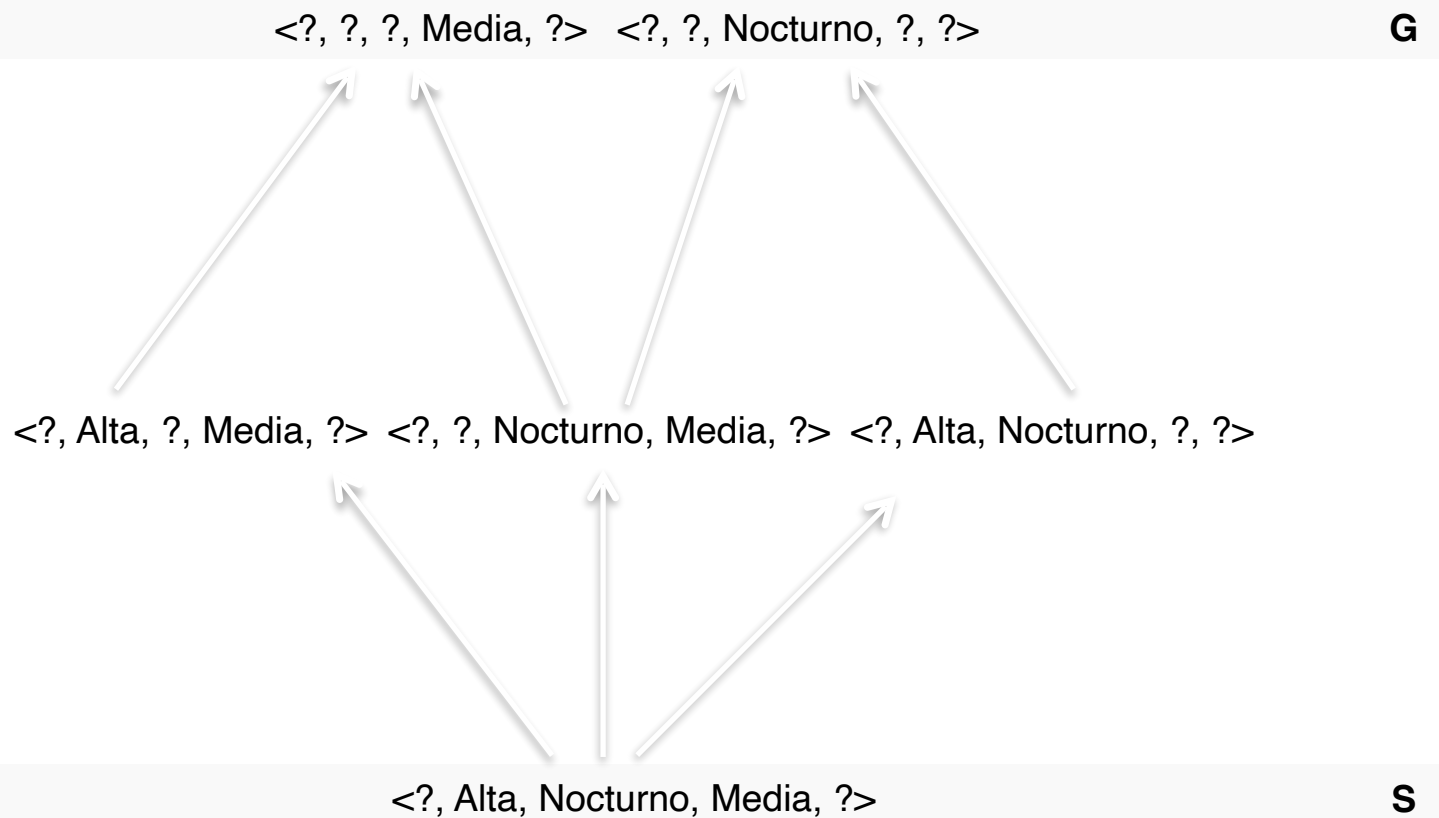 <?, ?, ?, Media, ?> <?, ?, Nocturno, ?, ?> G
<?, Alta, ?, Media, ?> <?, ?, Nocturno, Media, ?> <?, Alta, Nocturno, ?, ?>
<?, Alta, Nocturno, Media, ?> S